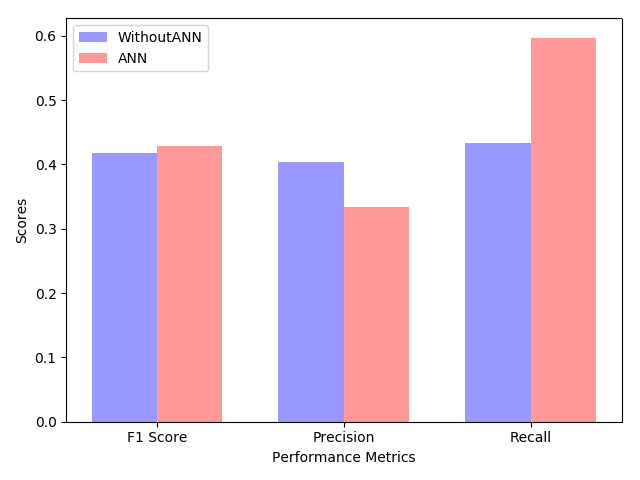 WithoutANN
ANN
Scores
0.6
0.5
0.4
0.3
0.2
0.1
0.0
F1 Score
Precision
Recall
Performance Metrics